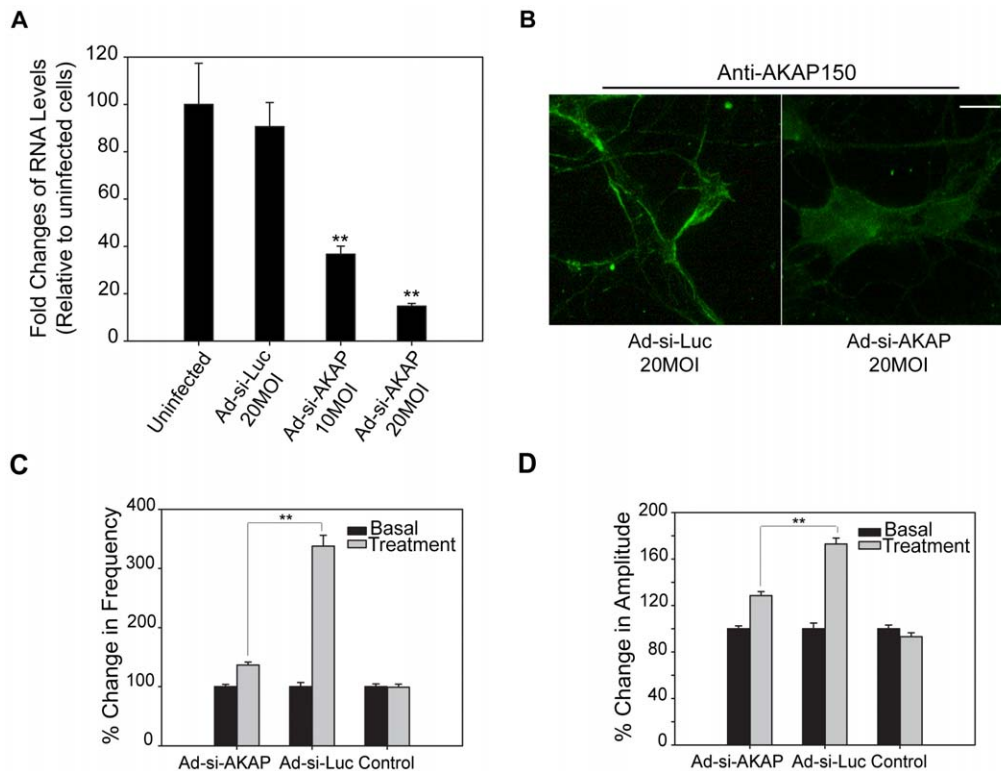 A
Fold Changes of RNA Levels
(Relative to uninfected cells)
120
100
80
60
40
20
0
**
**
Uninfected
Ad-si-Luc
20MOI
Ad-si-AKAP
10MOI
Ad-si-AKAP
20MOI
B
Anti-AKAP150
Ad-si-Luc
20MOI
Ad-si-AKAP
20MOI
C
% Change in Frequency
400
300
200
100
0
**
Basal
Treatment
Ad-si-AKAP
Ad-si-Luc
Control
D
% Change in Amplitude
200
160
120
80
40
0
**
Basal
Treatment
Ad-si-AKAP
Ad-si-Luc
Control